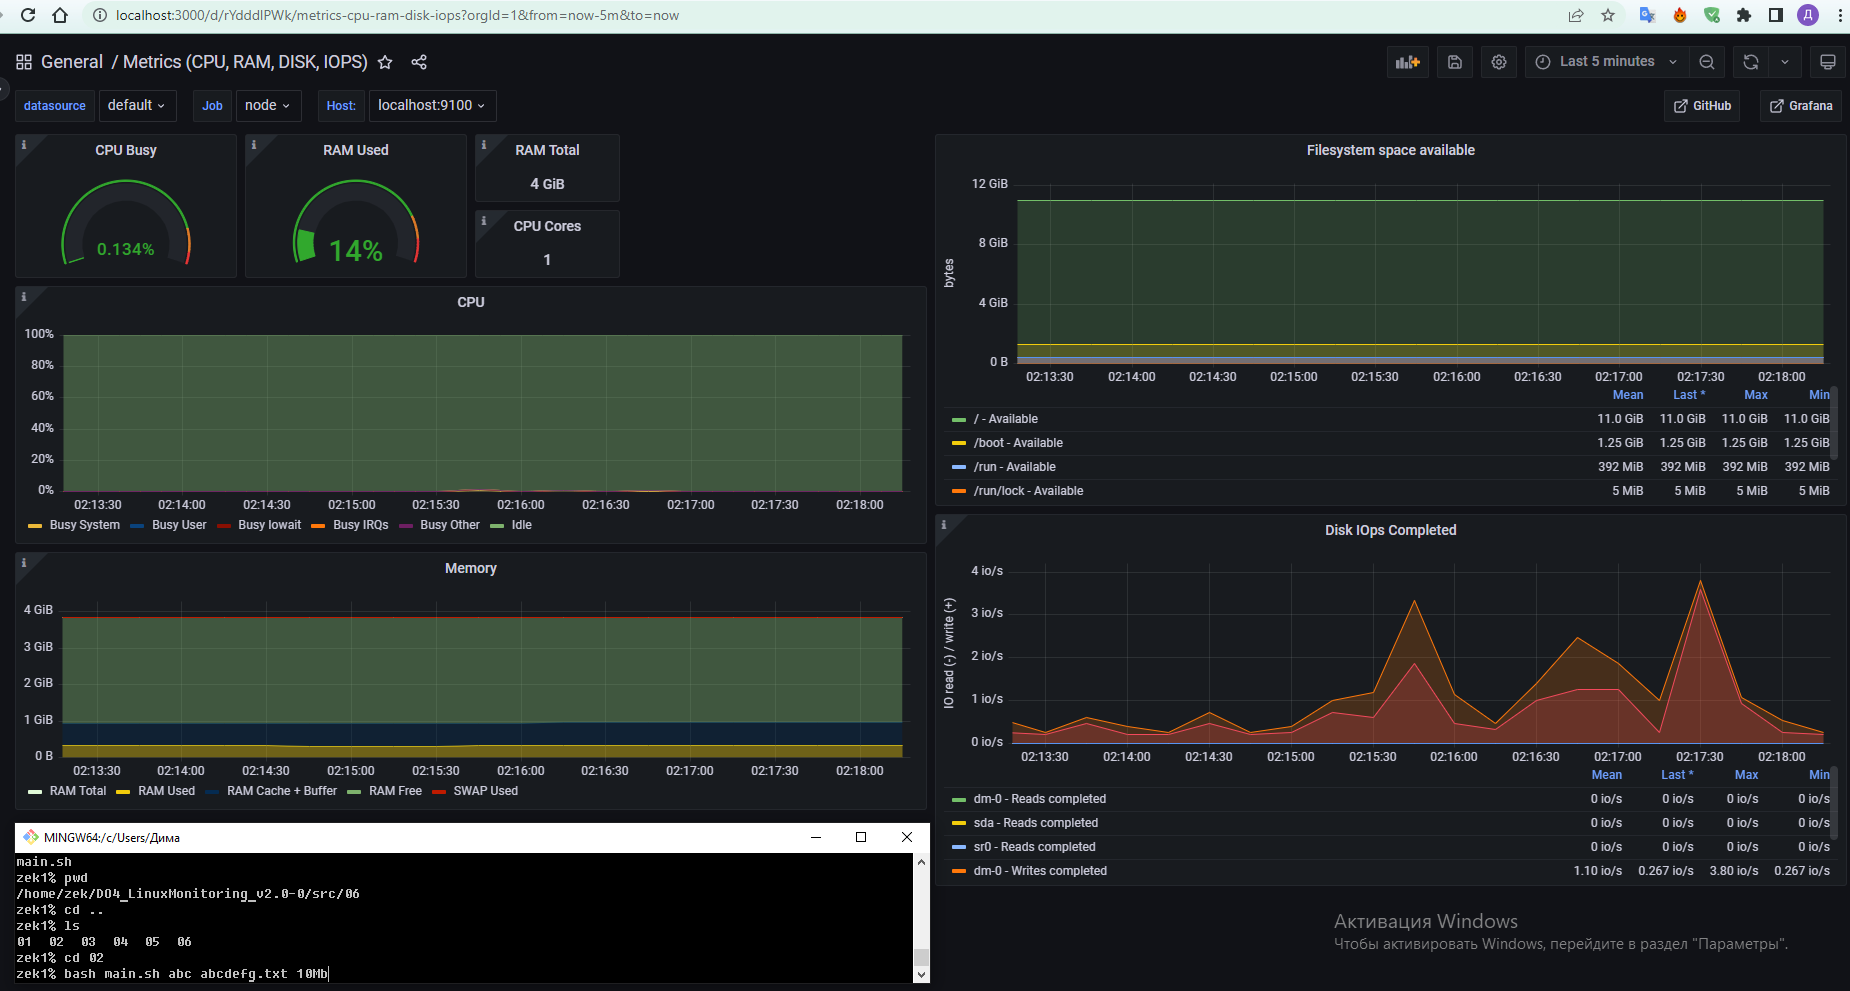 localhost:3000/d/rYdddlPWk/metrics-cpu-ram-disk-iops?orgId=1&from=now-5m&to=now
Д
General / Metrics (CPU, RAM, DISK, IOPS)
Last 5 minutes
datasource default Job node Host: localhost:9100
GitHub Grafana
CPU Busy
0.134%
RAM Used
14%
RAM Total
4 GiB
CPU Cores
1
CPU
100%
80%
60%
40%
20%
0%
02:13:30 02:14:00 02:14:30 02:15:00 02:15:30 02:16:00 02:16:30 02:17:00 02:17:30 02:18:00
Busy System Busy User Busy Iowait Busy IRQs Busy Other Idle
Memory
4 GiB
3 GiB
2 GiB
1 GiB
0 B
02:13:30 02:14:00 02:14:30 02:15:00 02:15:30 02:16:00 02:16:30 02:17:00 02:17:30 02:18:00
RAM Total RAM Used RAM Cache + Buffer RAM Free SWAP Used
Filesystem space available
bytes
12 GiB
8 GiB
4 GiB
0 B
02:13:30 02:14:00 02:14:30 02:15:00 02:15:30 02:16:00 02:16:30 02:17:00 02:17:30 02:18:00
Mean Last * Max Min
/ - Available 11.0 GiB 11.0 GiB 11.0 GiB 11.0 GiB
/boot - Available 1.25 GiB 1.25 GiB 1.25 GiB 1.25 GiB
/run - Available 392 MiB 392 MiB 392 MiB 392 MiB
/run/lock - Available 5 MiB 5 MiB 5 MiB 5 MiB
Disk IOps Completed
IO read (-) / write (+)
4 io/s
3 io/s
2 io/s
1 io/s
0 io/s
02:13:30 02:14:00 02:14:30 02:15:00 02:15:30 02:16:00 02:16:30 02:17:00 02:17:30 02:18:00
Mean Last * Max Min
dm-0 - Reads completed 0 io/s 0 io/s 0 io/s 0 io/s
sda - Reads completed 0 io/s 0 io/s 0 io/s 0 io/s
sr0 - Reads completed 0 io/s 0 io/s 0 io/s 0 io/s
dm-0 - Writes completed 1.10 io/s 0.267 io/s 3.80 io/s 0.267 io/s
MINGW64:/c/Users/Дима
main.sh
zek1% pwd
/home/zek/DO4_LinuxMonitoring_v2.0-0/src/06
zek1% cd ..
zek1% ls
01 02 03 04 05 06
zek1% cd 02
zek1% bash main.sh abc abcdefg.txt 10Mb
Активация Windows
Чтобы активировать Windows, перейдите в раздел "Параметры".